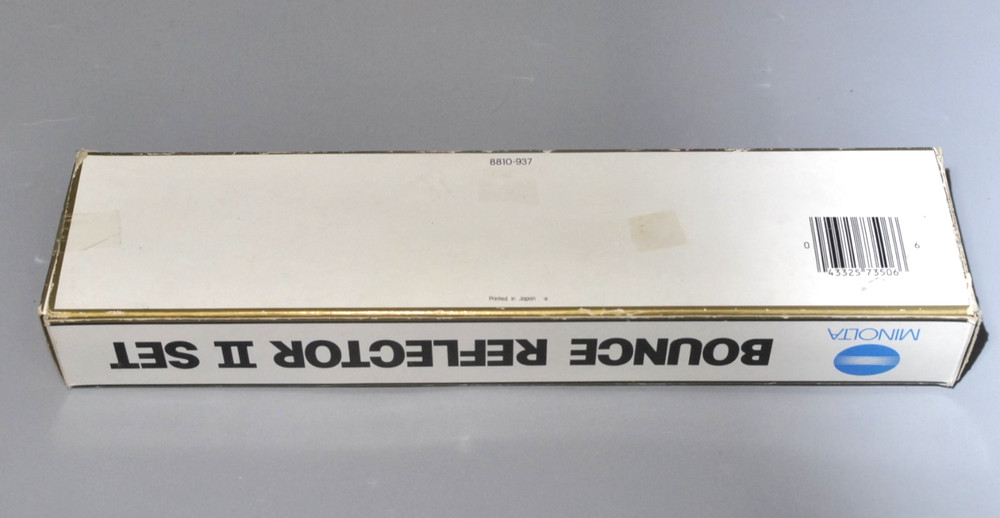 8810-937
0 43325 73506 6
Printed in Japan
MINOLTA
BOUNCE REFLECTOR II SET